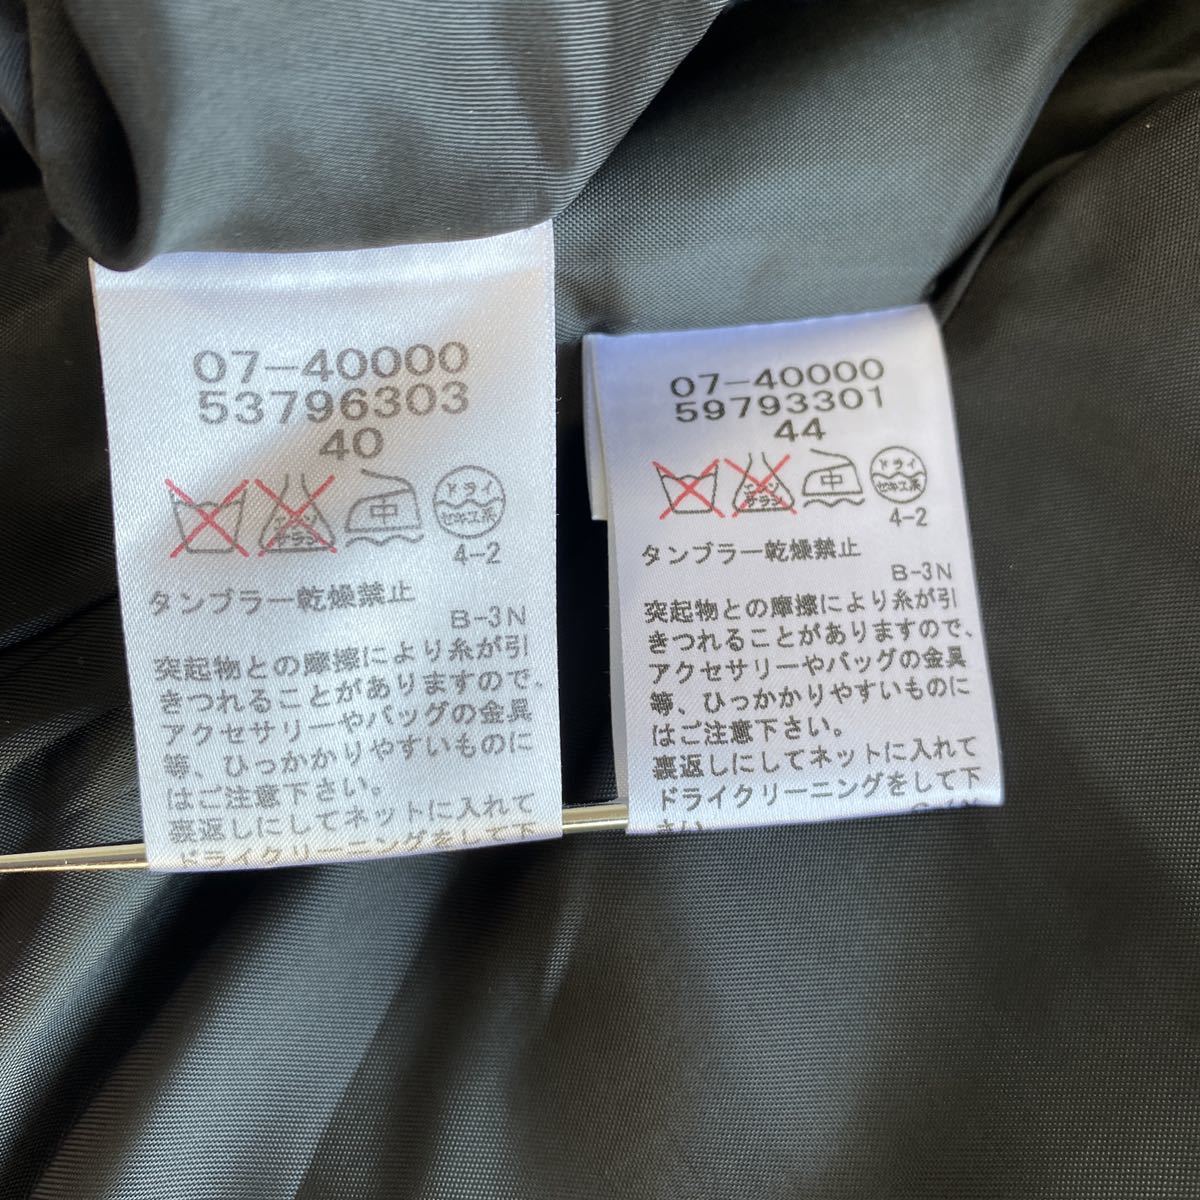 07-40000
53796303
40
エンソ
サラシ
中
ドライ
セキユ系
4-2
タンブラー乾燥禁止
B-3N
突起物との摩擦により糸が引
きつれることがありますので、
アクセサリーやバッグの金具
等、ひっかかりやすいものに
はご注意下さい。
裏返しにしてネットに入れて
ドライクリーニングをして下
07-40000
59793301
44
エンソ
サラシ
中
ドライ
セキユ系
4-2
タンブラー乾燥禁止
B-3N
突起物との摩擦により糸が引
きつれることがありますので、
アクセサリーやバッグの金具
等、ひっかかりやすいものに
はご注意下さい。
裏返しにしてネットに入れて
ドライクリーニングをして下
さい